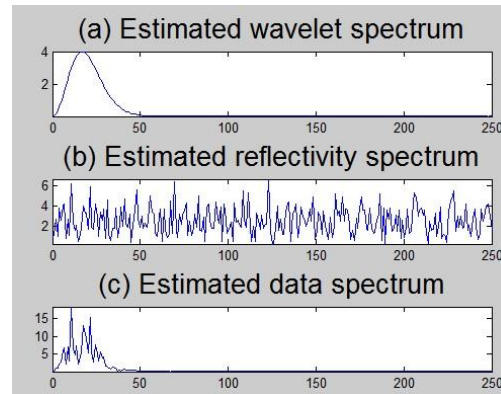 (a) Estimated wavelet spectrum
4
2
0 50 100 150 200 250
(b) Estimated reflectivity spectrum
6
4
2
0 50 100 150 200 250
(c) Estimated data spectrum
15
10
5
0 50 100 150 200 250